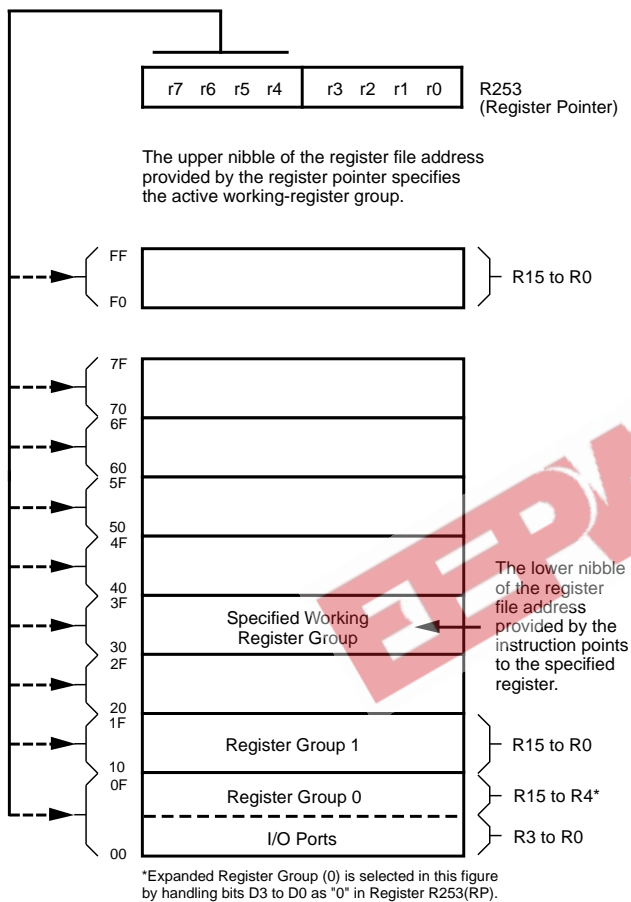 r7 r6 r5 r4 r3 r2 r1 r0
R253
(Register Pointer)
The upper nibble of the register file address
provided by the register pointer specifies
the active working-register group.
FF
F0
R15 to R0
7F
70
6F
60
5F
50
4F
40
3F
Specified Working
Register Group
The lower nibble
of the register
file address
provided by the
instruction points
to the specified
register.
30
2F
20
1F
Register Group 1
R15 to R0
10
0F
Register Group 0
R15 to R4*
I/O Ports
R3 to R0
00
*Expanded Register Group (0) is selected in this figure
by handling bits D3 to D0 as "0" in Register R253(RP).